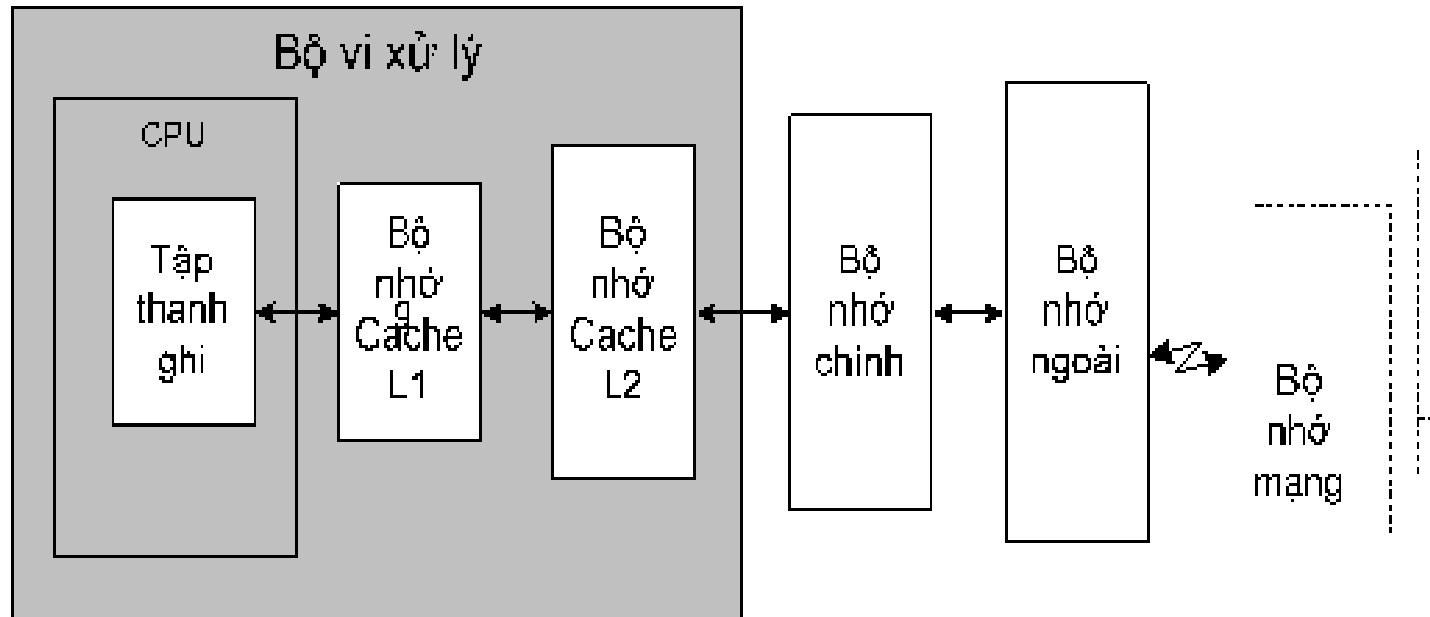 Bộ vi xử lý
CPU
Tập
thanh
ghi
Bộ
nhớ
Cache
L1
Bộ
nhớ
Cache
L2
Bộ
nhớ
chính
Bộ
nhớ
ngoài
Bộ
nhớ
mạng